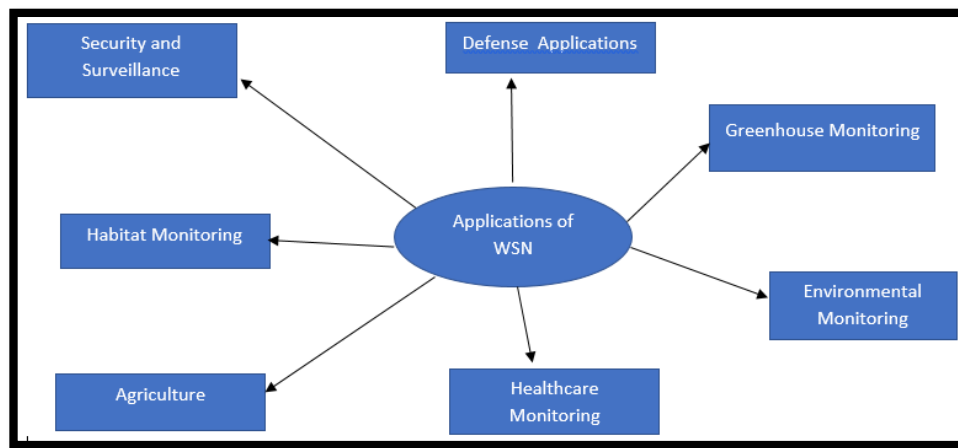 Security and
Surveillance
Defense Applications
Greenhouse Monitoring
Applications of
WSN
Habitat Monitoring
Environmental
Monitoring
Agriculture
Healthcare
Monitoring